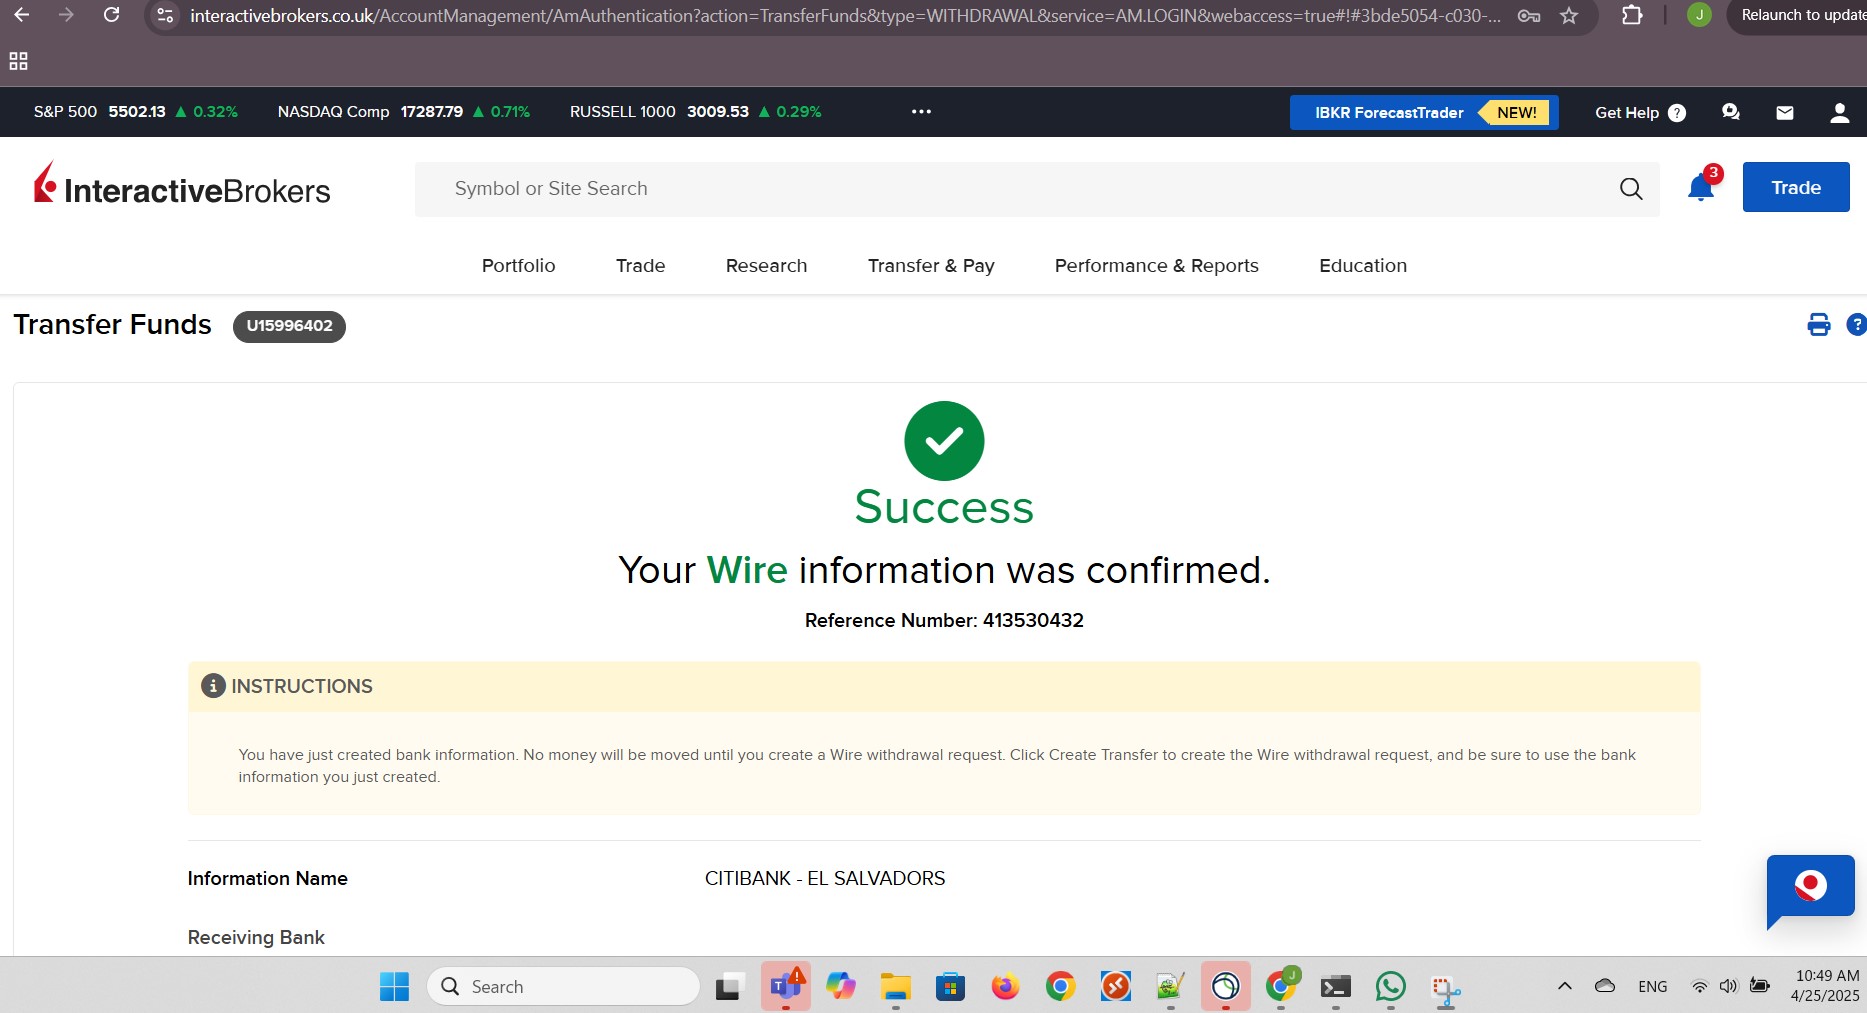 interactivebrokers.co.uk/AccountManagement/AmAuthentication?action=TransferFunds&type=WITHDRAWAL&service=AM.LOGIN&webaccess=true#!#3bde5054-c030-...
J
Relaunch to update
S&P 500 5502.13 ▲ 0.32% NASDAQ Comp 17287.79 ▲ 0.71% RUSSELL 1000 3009.53 ▲ 0.29% ...
IBKR ForecastTrader NEW! Get Help ?
InteractiveBrokers
Symbol or Site Search
3
Trade
Portfolio Trade Research Transfer & Pay Performance & Reports Education
Transfer Funds U15996402
?
Success
Your Wire information was confirmed.
Reference Number: 413530432
i INSTRUCTIONS
You have just created bank information. No money will be moved until you create a Wire withdrawal request. Click Create Transfer to create the Wire withdrawal request, and be sure to use the bank
information you just created.
Information Name CITIBANK - EL SALVADORS
Receiving Bank
Search
T
J
ENG
10:49 AM
4/25/2025